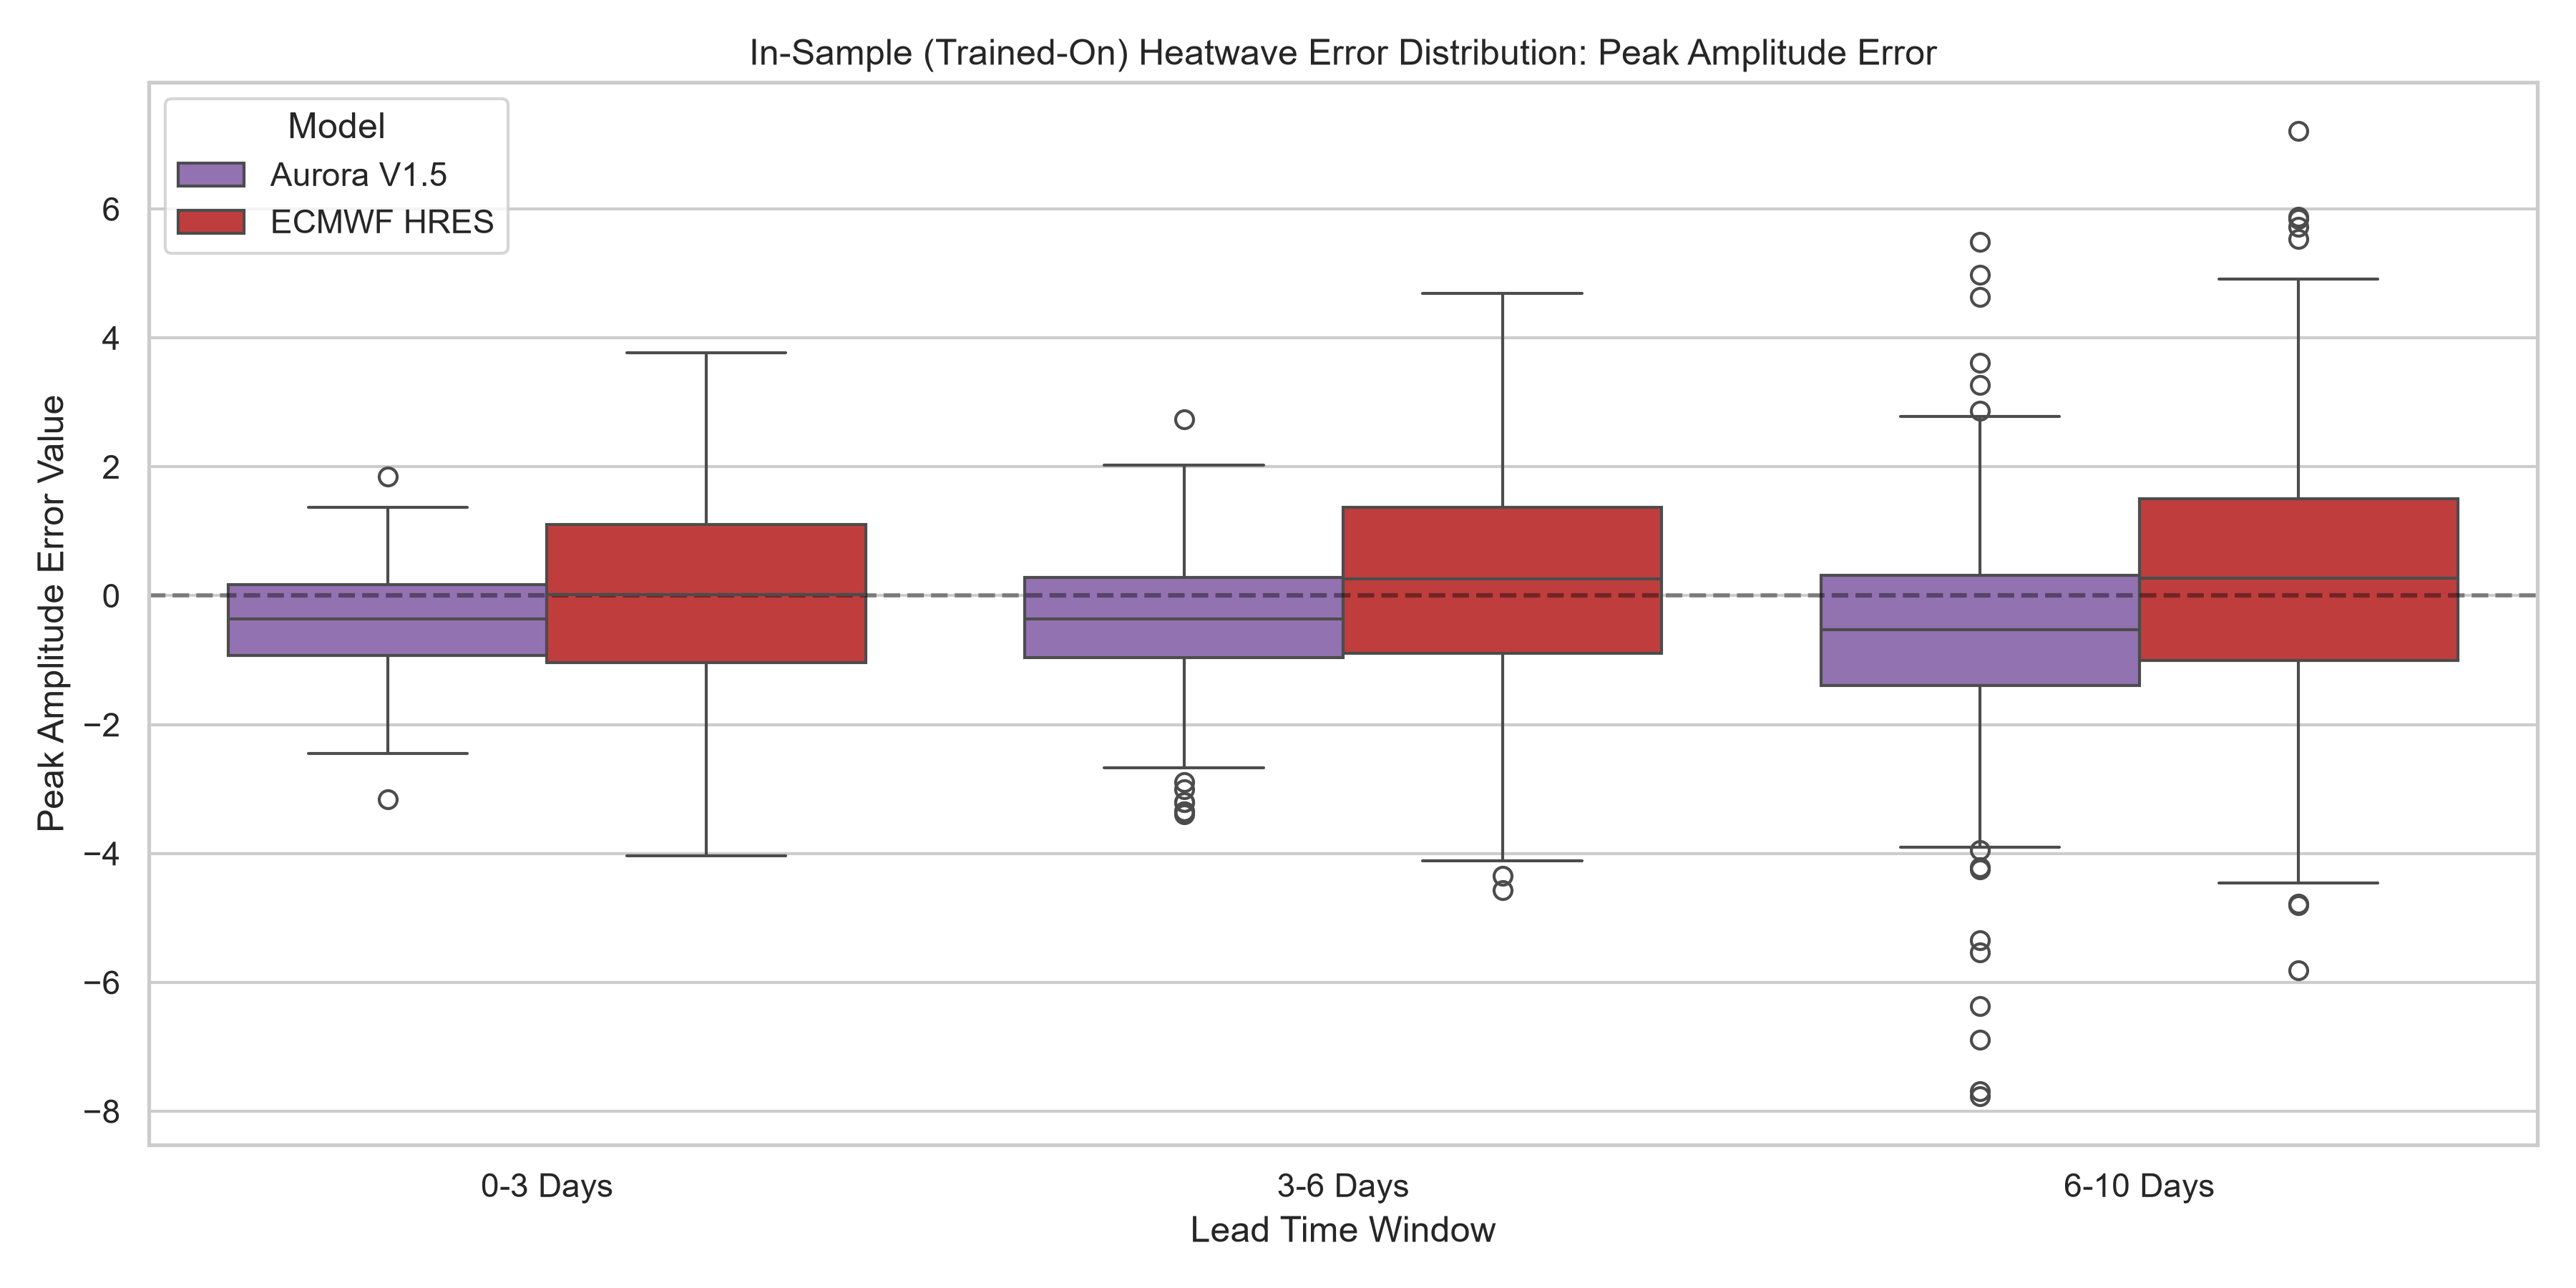 In-Sample (Trained-On) Heatwave Error Distribution: Peak Amplitude Error
Model
Aurora V1.5
ECMWF HRES
Peak Amplitude Error Value
6
4
2
0
−2
−4
−6
−8
0-3 Days
3-6 Days
6-10 Days
Lead Time Window